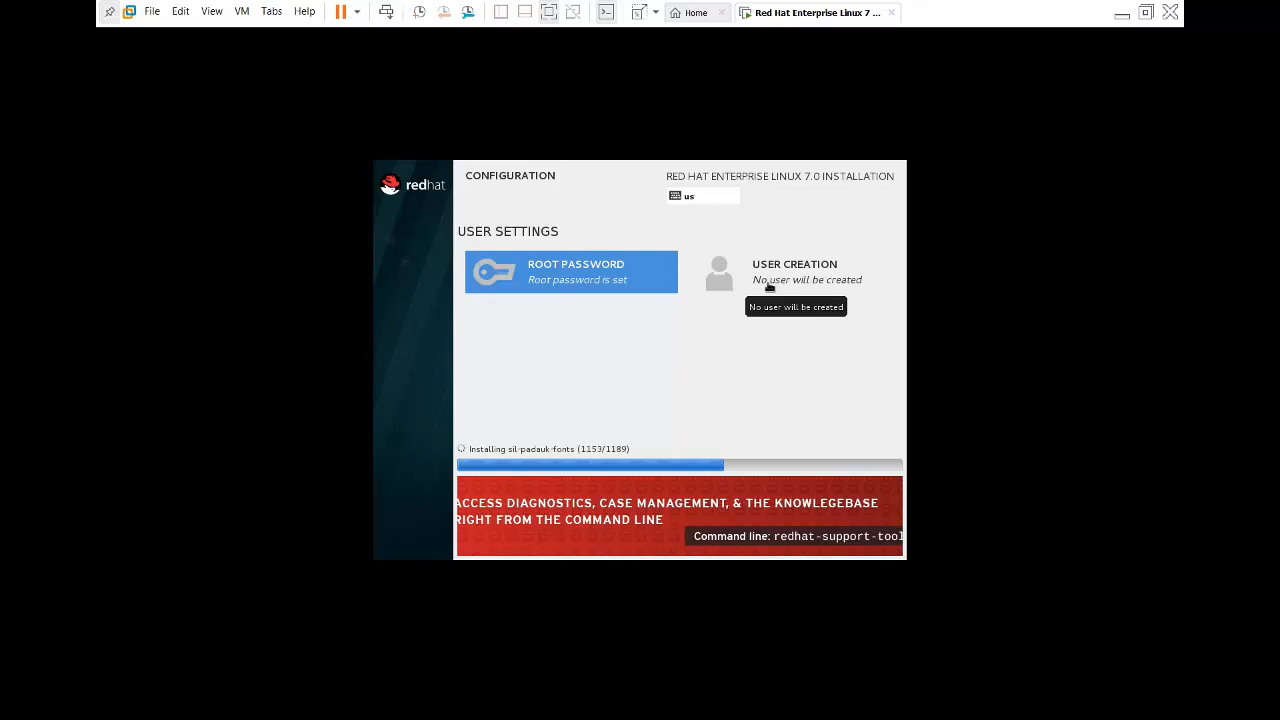 File Edit View VM Tabs Help Home Red Hat Enterprise Linux 7 ...
redhat
CONFIGURATION
RED HAT ENTERPRISE LINUX 7.0 INSTALLATION
us
USER SETTINGS
ROOT PASSWORD
Root password is set
USER CREATION
No user will be created
No user will be created
Installing sil-padauk-fonts (1153/1189)
ACCESS DIAGNOSTICS, CASE MANAGEMENT, & THE KNOWLEGEBASE
RIGHT FROM THE COMMAND LINE
Command line: redhat-support-tool